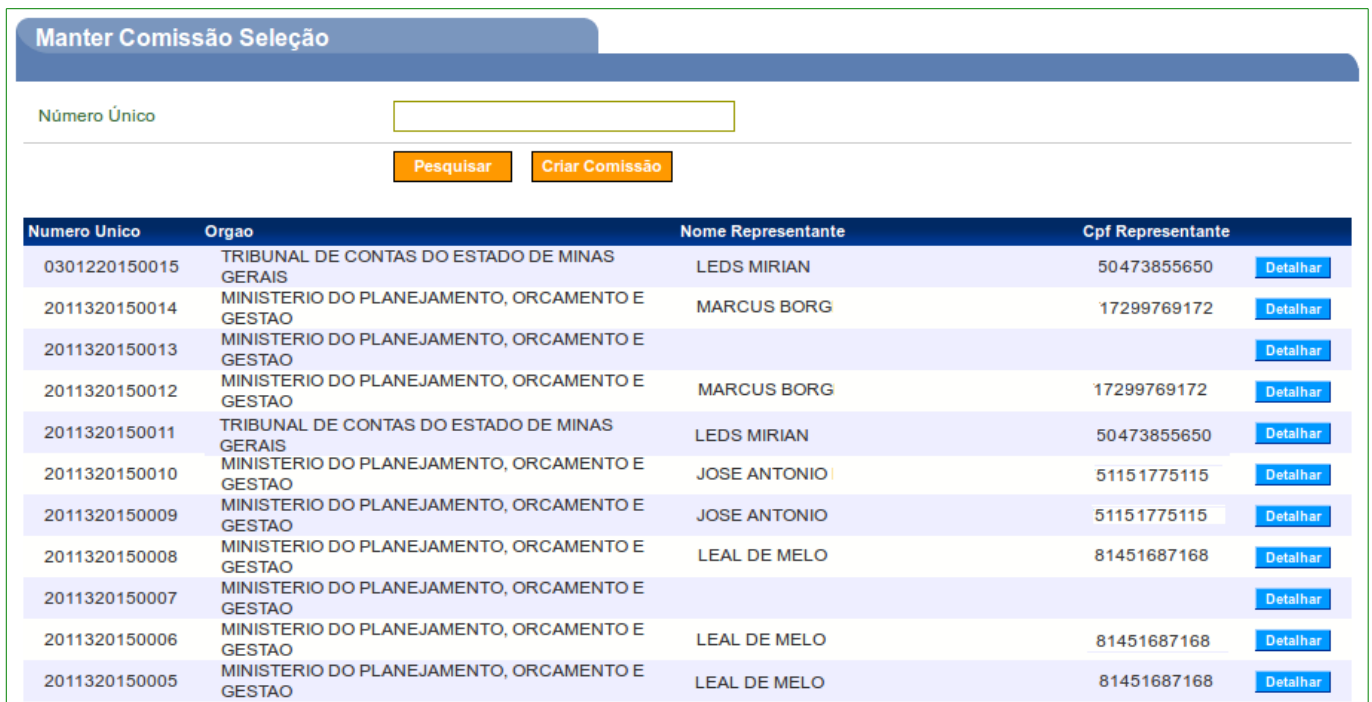 Manter Comissão Seleção
Número Único
Pesquisar Criar Comissão
Numero Unico Orgao Nome Representante Cpf Representante
0301220150015 TRIBUNAL DE CONTAS DO ESTADO DE MINAS GERAIS LEDS MIRIAN 50473855650 Detalhar
2011320150014 MINISTERIO DO PLANEJAMENTO, ORCAMENTO E GESTAO MARCUS BORG 17299769172 Detalhar
2011320150013 MINISTERIO DO PLANEJAMENTO, ORCAMENTO E GESTAO Detalhar
2011320150012 MINISTERIO DO PLANEJAMENTO, ORCAMENTO E GESTAO MARCUS BORG 17299769172 Detalhar
2011320150011 TRIBUNAL DE CONTAS DO ESTADO DE MINAS GERAIS LEDS MIRIAN 50473855650 Detalhar
2011320150010 MINISTERIO DO PLANEJAMENTO, ORCAMENTO E GESTAO JOSE ANTONIO 51151775115 Detalhar
2011320150009 MINISTERIO DO PLANEJAMENTO, ORCAMENTO E GESTAO JOSE ANTONIO 51151775115 Detalhar
2011320150008 MINISTERIO DO PLANEJAMENTO, ORCAMENTO E GESTAO LEAL DE MELO 81451687168 Detalhar
2011320150007 MINISTERIO DO PLANEJAMENTO, ORCAMENTO E GESTAO Detalhar
2011320150006 MINISTERIO DO PLANEJAMENTO, ORCAMENTO E GESTAO LEAL DE MELO 81451687168 Detalhar
2011320150005 MINISTERIO DO PLANEJAMENTO, ORCAMENTO E GESTAO LEAL DE MELO 81451687168 Detalhar